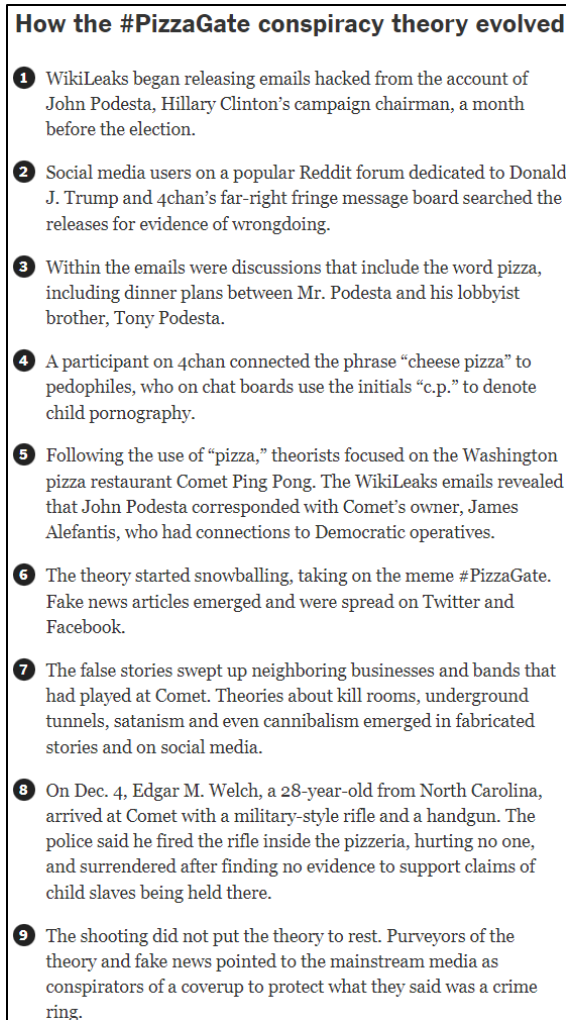 How the #PizzaGate conspiracy theory evolved
1 WikiLeaks began releasing emails hacked from the account of
John Podesta, Hillary Clinton’s campaign chairman, a month
before the election.
2 Social media users on a popular Reddit forum dedicated to Donald
J. Trump and 4chan’s far-right fringe message board searched the
releases for evidence of wrongdoing.
3 Within the emails were discussions that include the word pizza,
including dinner plans between Mr. Podesta and his lobbyist
brother, Tony Podesta.
4 A participant on 4chan connected the phrase “cheese pizza” to
pedophiles, who on chat boards use the initials “c.p.” to denote
child pornography.
5 Following the use of “pizza,” theorists focused on the Washington
pizza restaurant Comet Ping Pong. The WikiLeaks emails revealed
that John Podesta corresponded with Comet’s owner, James
Alefantis, who had connections to Democratic operatives.
6 The theory started snowballing, taking on the meme #PizzaGate.
Fake news articles emerged and were spread on Twitter and
Facebook.
7 The false stories swept up neighboring businesses and bands that
had played at Comet. Theories about kill rooms, underground
tunnels, satanism and even cannibalism emerged in fabricated
stories and on social media.
8 On Dec. 4, Edgar M. Welch, a 28-year-old from North Carolina,
arrived at Comet with a military-style rifle and a handgun. The
police said he fired the rifle inside the pizzeria, hurting no one,
and surrendered after finding no evidence to support claims of
child slaves being held there.
9 The shooting did not put the theory to rest. Purveyors of the
theory and fake news pointed to the mainstream media as
conspirators of a coverup to protect what they said was a crime
ring.